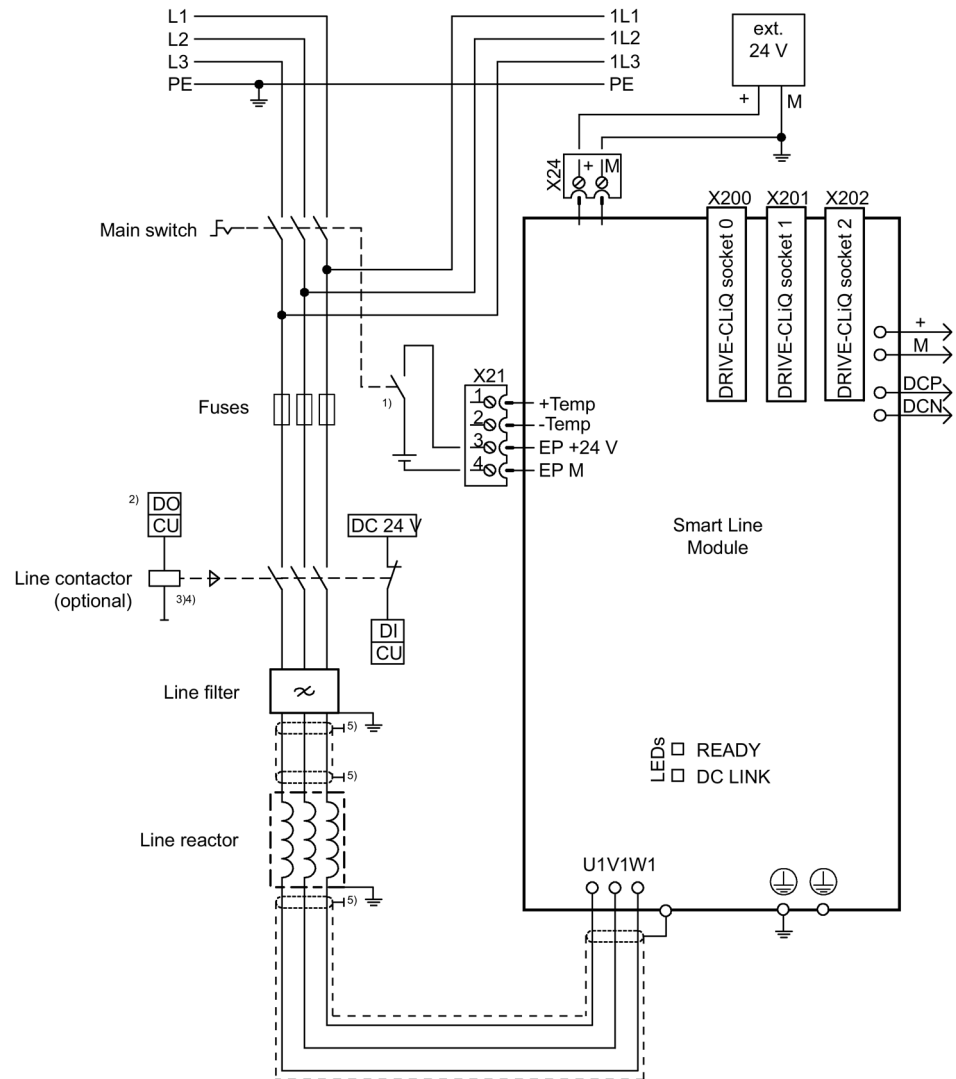 L1
L2
L3
PE
1L1
1L2
1L3
PE
ext.
24 V
+
M
X24
+
M
X200
X201
X202
DRIVE-CLiQ socket 0
DRIVE-CLiQ socket 1
DRIVE-CLiQ socket 2
Main switch
+
M
DCP
DCN
1)
X21
1
2
3
4
+Temp
-Temp
EP +24 V
EP M
Fuses
2)
DO
CU
DC 24 V
Smart Line
Module
Line contactor
(optional)
3)4)
DI
CU
Line filter
5)
5)
LEDs
READY
DC LINK
Line reactor
5)
U1V1W1